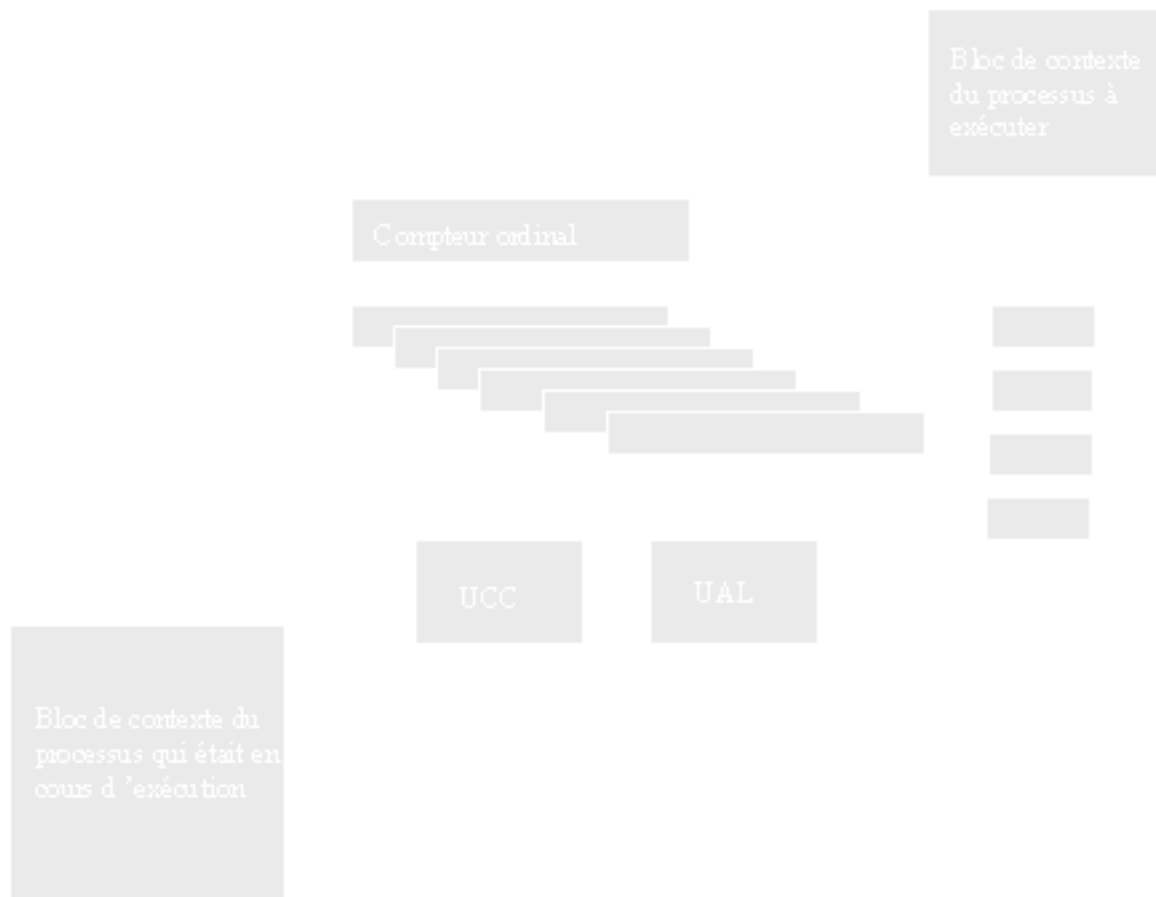 Bloc de contexte
du processus à
exécuter
Compteur ordinal
UCC
UAL
Bloc de contexte du
processus qui était en
cours d ’exécution